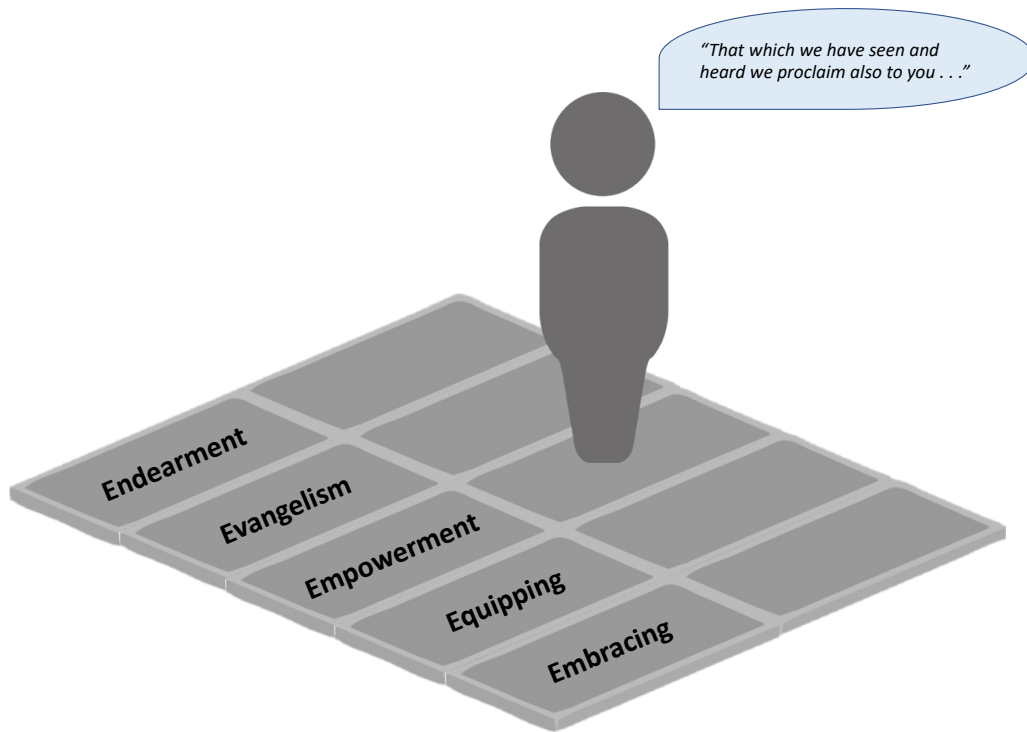 “That which we have seen and
heard we proclaim also to you . . .”
Endearment
Evangelism
Empowerment
Equipping
Embracing